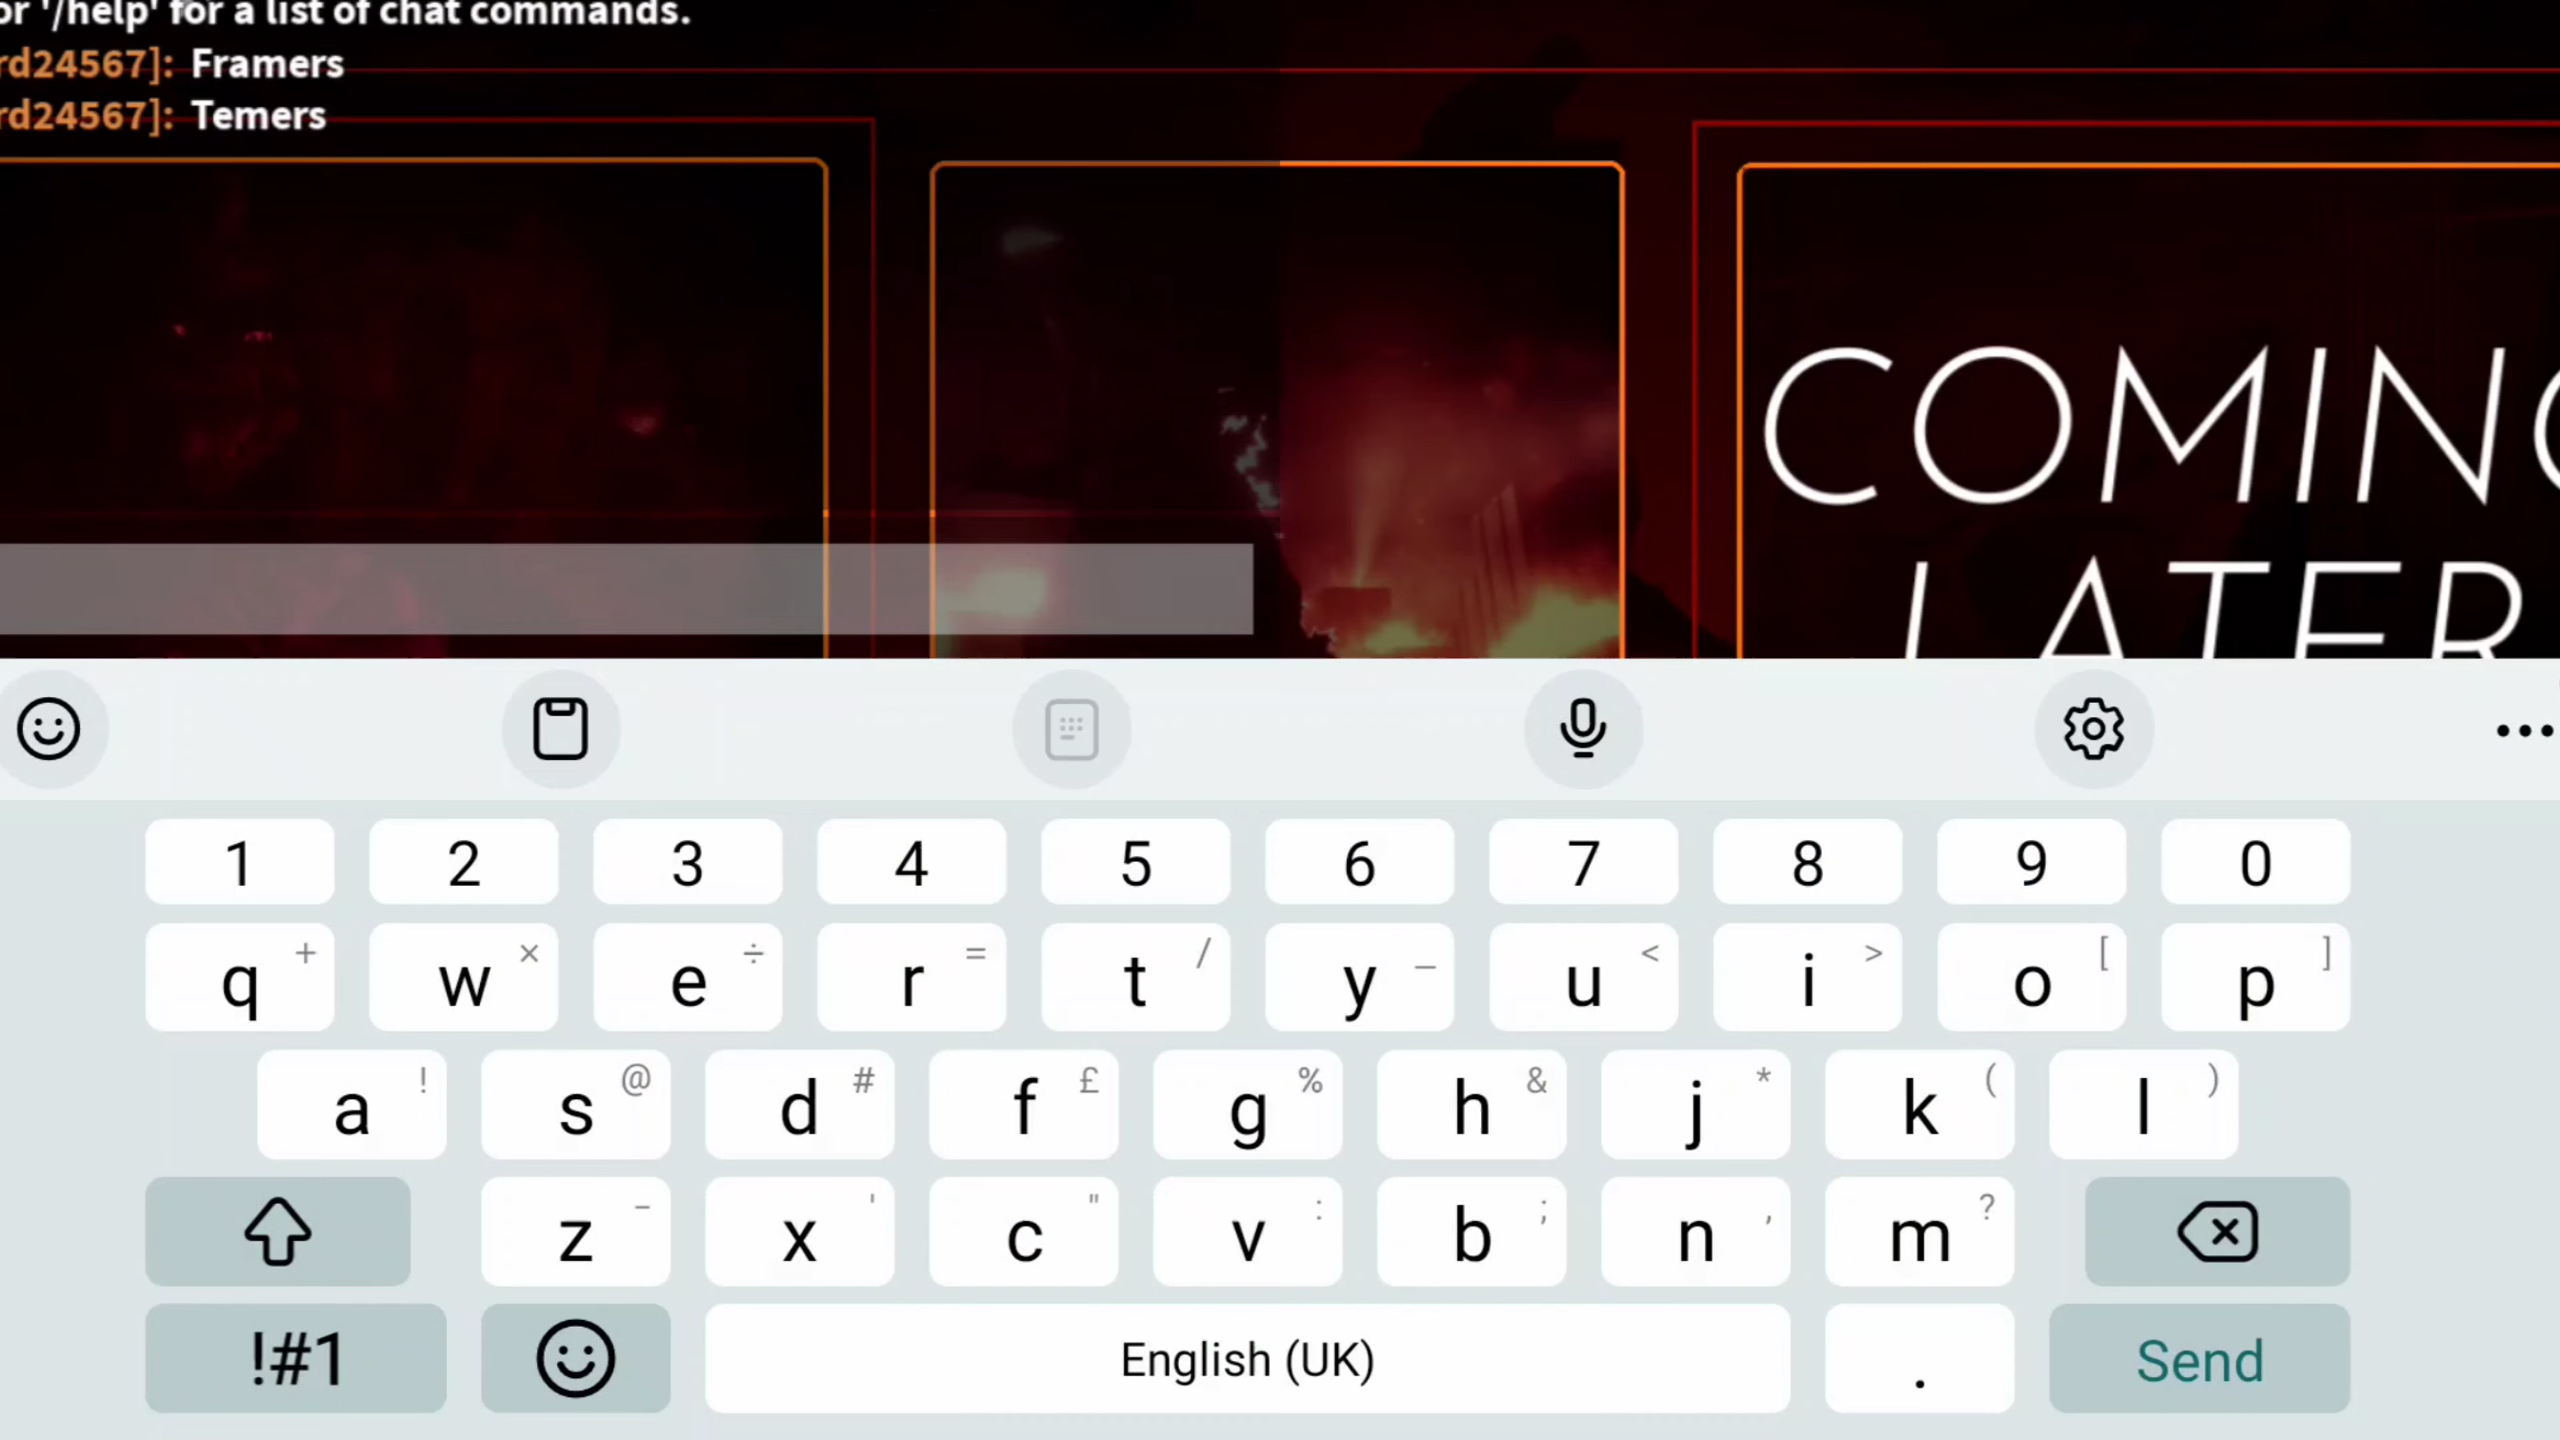 or '/help' for a list of chat commands.
rd24567]: Framers
rd24567]: Temers
COMING
LATER
1 2 3 4 5 6 7 8 9 0
q + w × e ÷ r = t / y _ u < i > o [ p ]
a ! s @ d # f £ g % h & j * k ( l )
z - x ' c " v : b ; n , m ?
!#1 English (UK) . Send